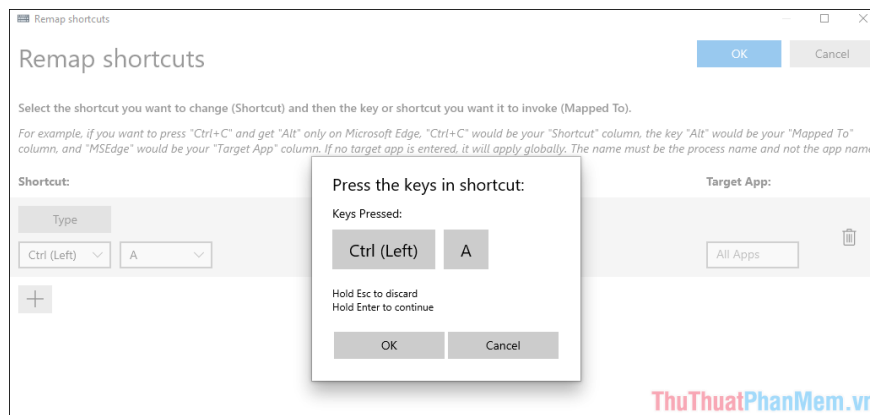 Remap shortcuts
Remap shortcuts
OK
Cancel
Select the shortcut you want to change (Shortcut) and then the key or shortcut you want it to invoke (Mapped To).
For example, if you want to press "Ctrl+C" and get "Alt" only on Microsoft Edge, "Ctrl+C" would be your "Shortcut" column, the key "Alt" would be your "Mapped To"
column, and "MSEdge" would be your "Target App" column. If no target app is entered, it will apply globally. The name must be the process name and not the app name
Shortcut:
Target App:
Type
Ctrl (Left)
A
All Apps
Press the keys in shortcut:
Keys Pressed:
Ctrl (Left)
A
Hold Esc to discard
Hold Enter to continue
OK
Cancel
ThuThuatPhanMem.vn